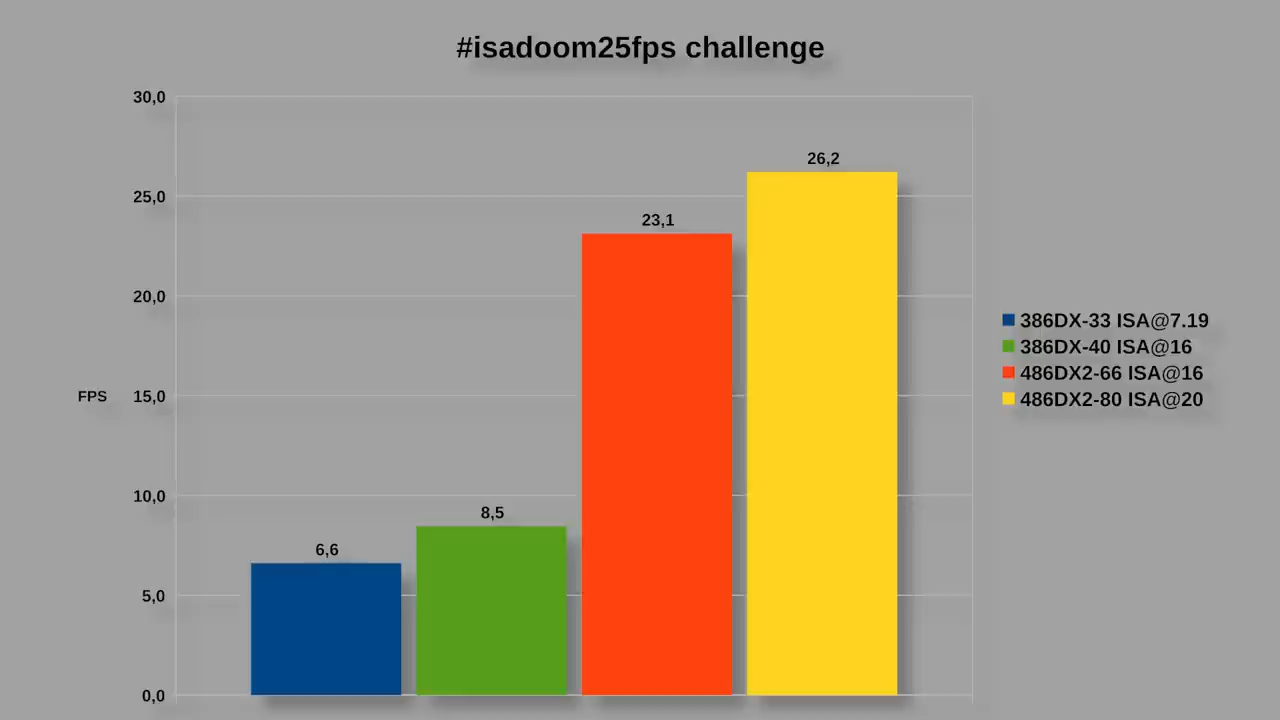 #isadoom25fps challenge
30,0
25,0
20,0
15,0
10,0
5,0
0,0
FPS
6,6
8,5
23,1
26,2
386DX-33 ISA@7.19
386DX-40 ISA@16
486DX2-66 ISA@16
486DX2-80 ISA@20